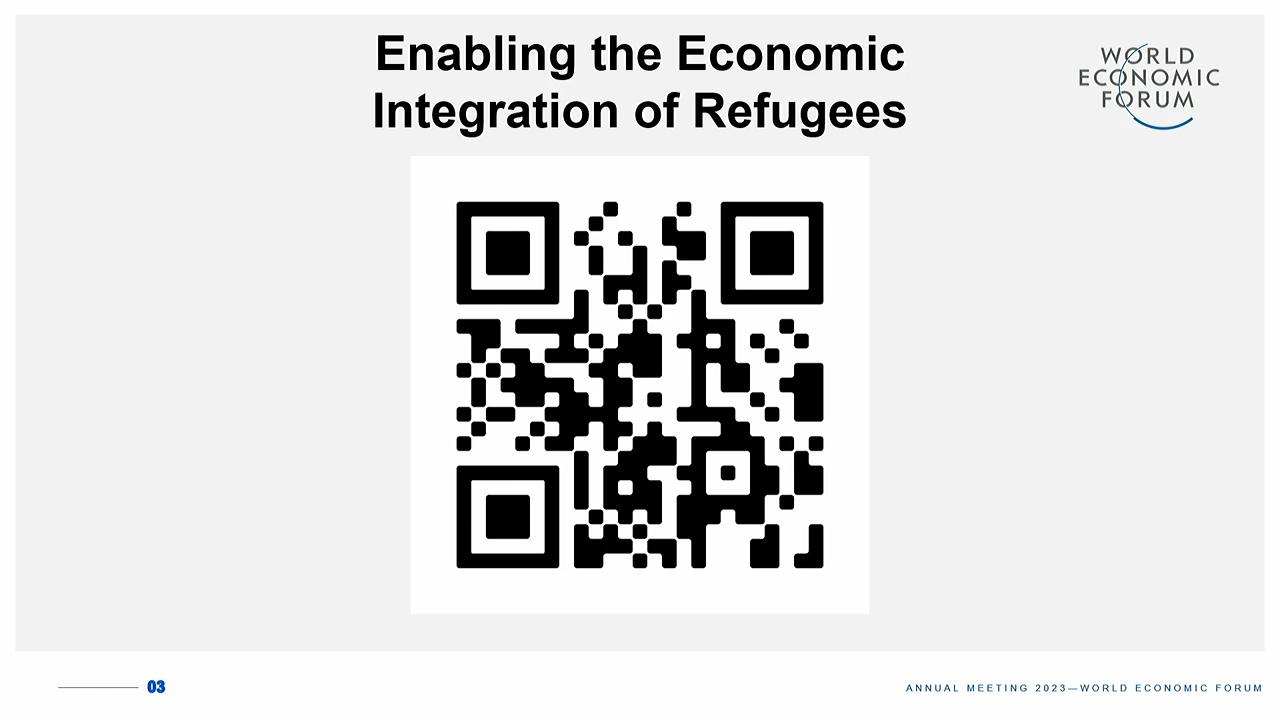 Enabling the Economic
Integration of Refugees
WORLD
ECONOMIC
FORUM
03
ANNUAL MEETING 2023—WORLD ECONOMIC FORUM